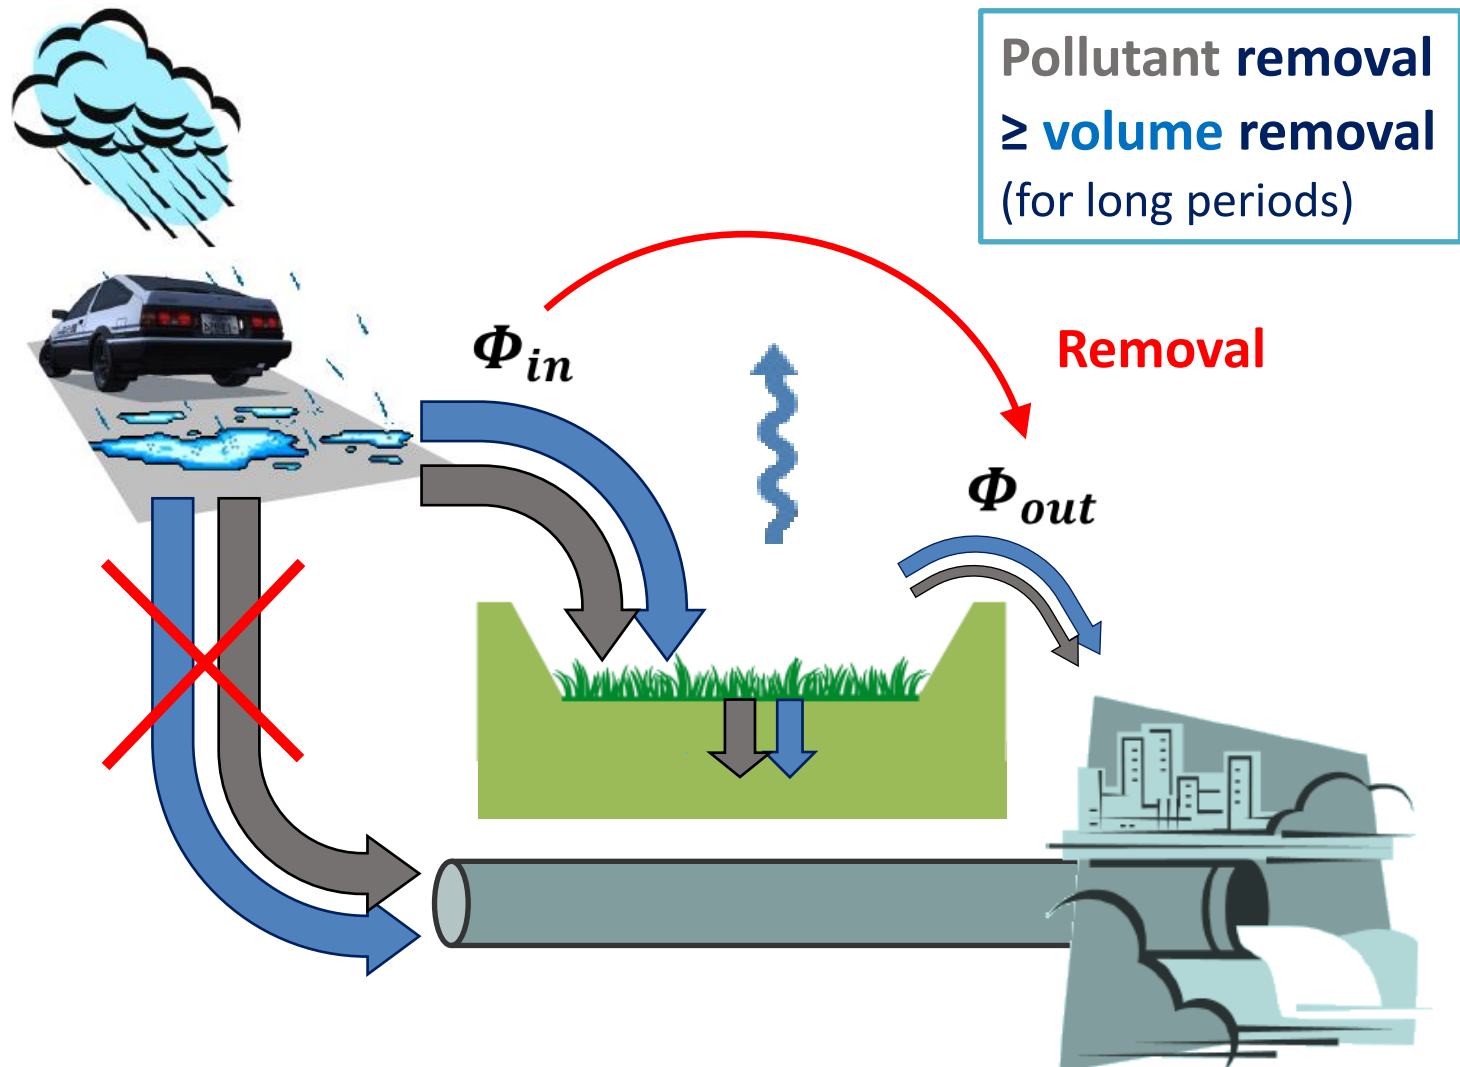 Pollutant removal
≥ volume removal
(for long periods)
Φin
Removal
Φout